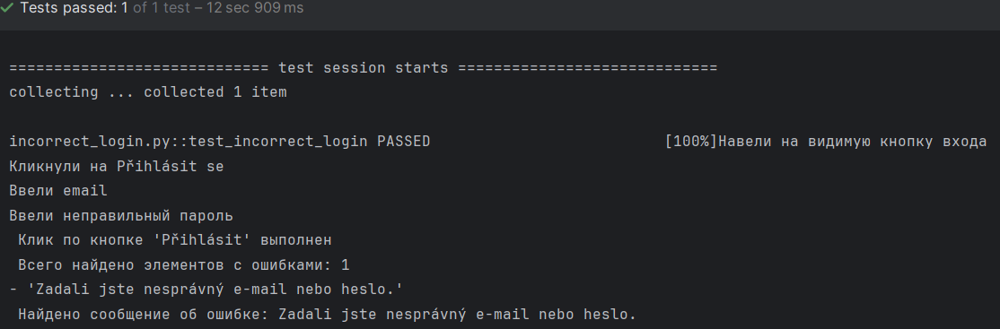 Tests passed: 1 of 1 test – 12 sec 909 ms
============================= test session starts =============================
collecting ... collected 1 item
incorrect_login.py::test_incorrect_login PASSED [100%]Навели на видимую кнопку входа
Кликнули на Přihlásit se
Ввели email
Ввели неправильный пароль
Клик по кнопке 'Přihlásit' выполнен
Всего найдено элементов с ошибками: 1
- 'Zadali jste nesprávný e-mail nebo heslo.'
Найдено сообщение об ошибке: Zadali jste nesprávný e-mail nebo heslo.